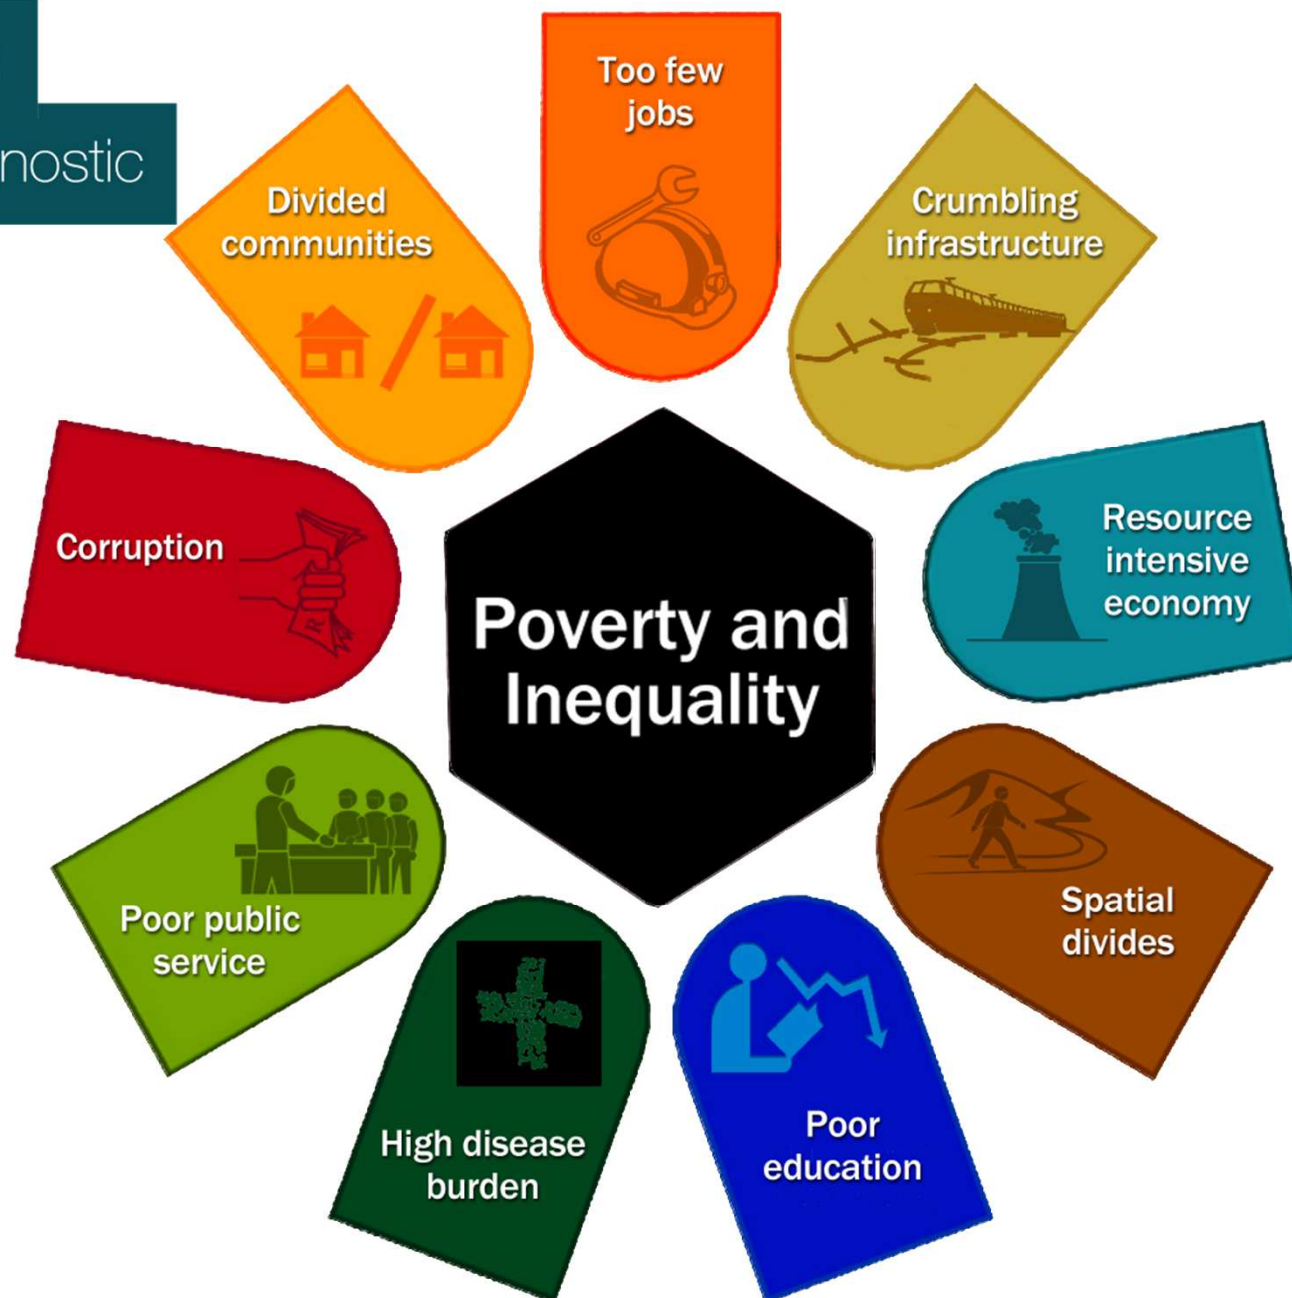 nostic
Too few
jobs
Crumbling
infrastructure
Resource
intensive
economy
Spatial
divides
Poor
education
High disease
burden
Poor public
service
Corruption
Divided
communities
Poverty and
Inequality
R